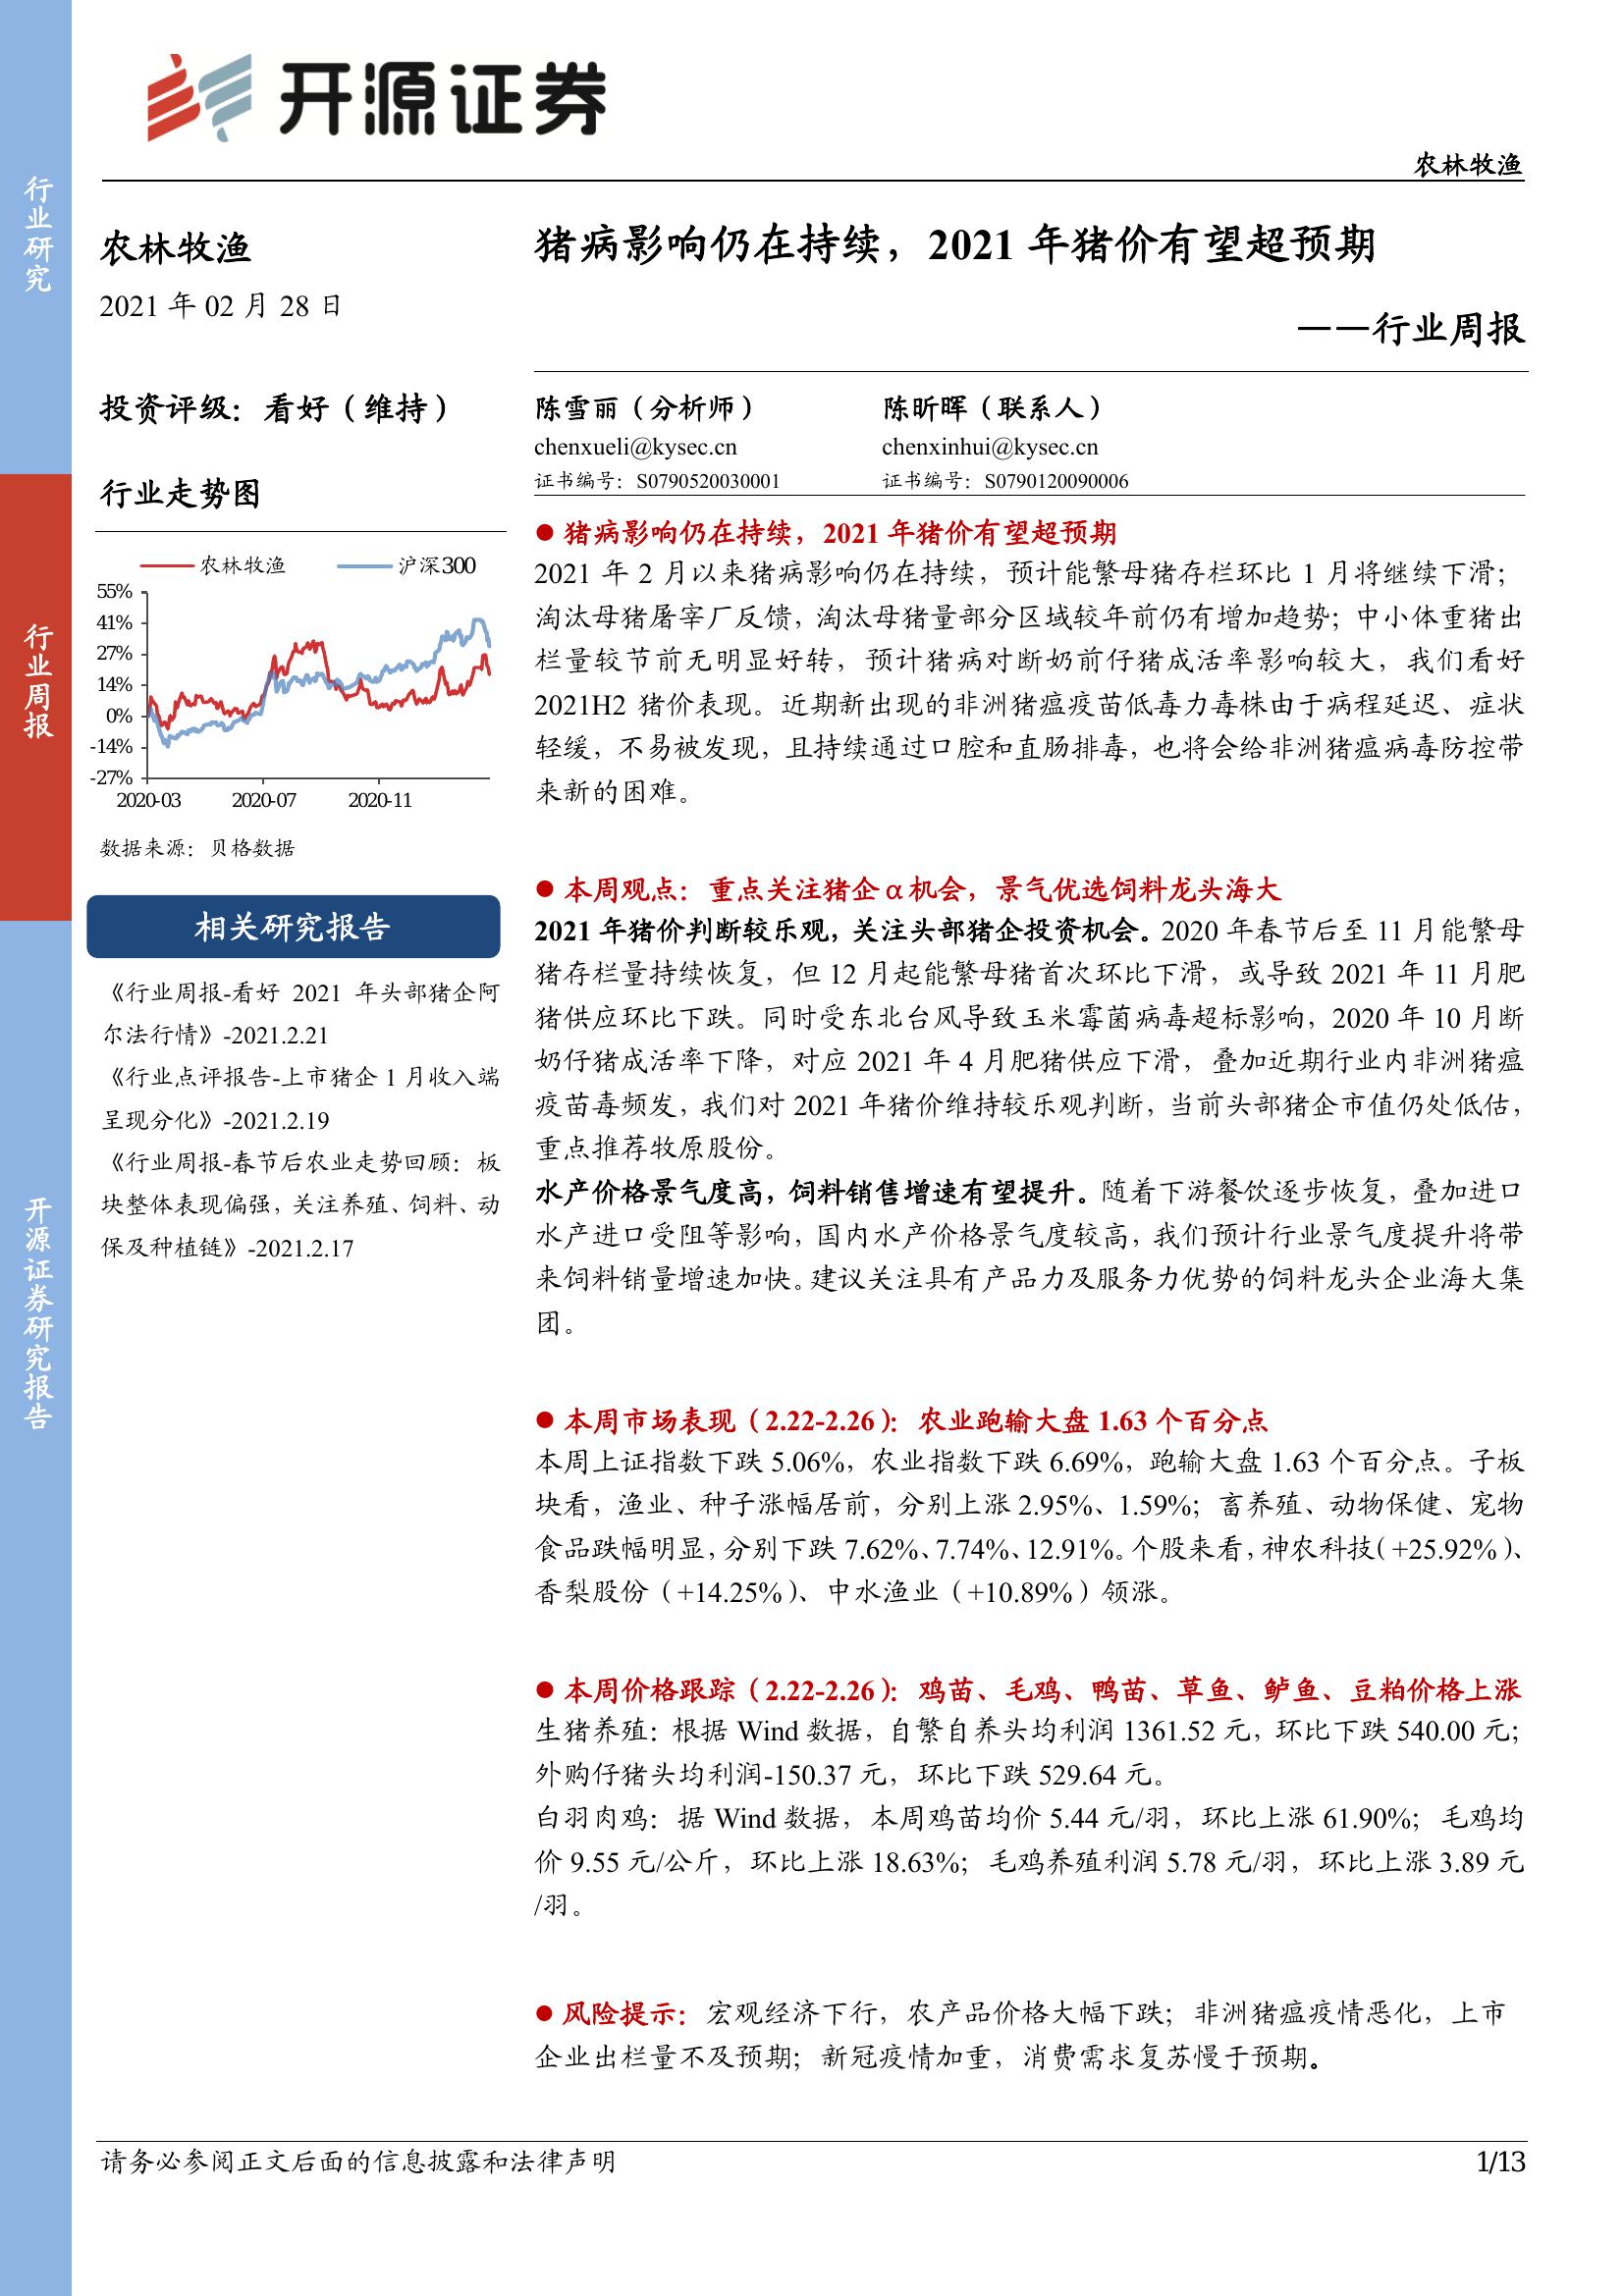 开源证券
农林牧渔
行业研究
行业周报
开源证券研究报告
农林牧渔
2021 年 02 月 28 日
投资评级：看好（维持）
行业走势图
农林牧渔 沪深300
55%
41%
27%
14%
0%
-14%
-27%
2020-03 2020-07 2020-11
数据来源：贝格数据
相关研究报告
《行业周报-看好 2021 年头部猪企阿
尔法行情》-2021.2.21
《行业点评报告-上市猪企 1 月收入端
呈现分化》-2021.2.19
《行业周报-春节后农业走势回顾：板
块整体表现偏强，关注养殖、饲料、动
保及种植链》-2021.2.17
猪病影响仍在持续，2021 年猪价有望超预期
——行业周报
陈雪丽（分析师） 陈昕晖（联系人）
chenxueli@kysec.cn chenxinhui@kysec.cn
证书编号：S0790520030001 证书编号：S0790120090006
● 猪病影响仍在持续，2021 年猪价有望超预期
2021 年 2 月以来猪病影响仍在持续，预计能繁母猪存栏环比 1 月将继续下滑；
淘汰母猪屠宰厂反馈，淘汰母猪量部分区域较年前仍有增加趋势；中小体重猪出
栏量较节前无明显好转，预计猪病对断奶前仔猪成活率影响较大，我们看好
2021H2 猪价表现。近期新出现的非洲猪瘟疫苗低毒力毒株由于病程延迟、症状
轻缓，不易被发现，且持续通过口腔和直肠排毒，也将会给非洲猪瘟病毒防控带
来新的困难。
● 本周观点：重点关注猪企 α 机会，景气优选饲料龙头海大
2021 年猪价判断较乐观，关注头部猪企投资机会。2020 年春节后至 11 月能繁母
猪存栏量持续恢复，但 12 月起能繁母猪首次环比下滑，或导致 2021 年 11 月肥
猪供应环比下跌。同时受东北台风导致玉米霉菌病毒超标影响，2020 年 10 月断
奶仔猪成活率下降，对应 2021 年 4 月肥猪供应下滑，叠加近期行业内非洲猪瘟
疫苗毒频发，我们对 2021 年猪价维持较乐观判断，当前头部猪企市值仍处低估，
重点推荐牧原股份。
水产价格景气度高，饲料销售增速有望提升。随着下游餐饮逐步恢复，叠加进口
水产进口受阻等影响，国内水产价格景气度较高，我们预计行业景气度提升将带
来饲料销量增速加快。建议关注具有产品力及服务力优势的饲料龙头企业海大集
团。
● 本周市场表现（2.22-2.26）：农业跑输大盘 1.63 个百分点
本周上证指数下跌 5.06%，农业指数下跌 6.69%，跑输大盘 1.63 个百分点。子板
块看，渔业、种子涨幅居前，分别上涨 2.95%、1.59%；畜养殖、动物保健、宠物
食品跌幅明显，分别下跌 7.62%、7.74%、12.91%。个股来看，神农科技（+25.92%）、
香梨股份（+14.25%）、中水渔业（+10.89%）领涨。
● 本周价格跟踪（2.22-2.26）：鸡苗、毛鸡、鸭苗、草鱼、鲈鱼、豆粕价格上涨
生猪养殖：根据 Wind 数据，自繁自养头均利润 1361.52 元，环比下跌 540.00 元；
外购仔猪头均利润-150.37 元，环比下跌 529.64 元。
白羽肉鸡：据 Wind 数据，本周鸡苗均价 5.44 元/羽，环比上涨 61.90%；毛鸡均
价 9.55 元/公斤，环比上涨 18.63%；毛鸡养殖利润 5.78 元/羽，环比上涨 3.89 元
/羽。
● 风险提示：宏观经济下行，农产品价格大幅下跌；非洲猪瘟疫情恶化，上市
企业出栏量不及预期；新冠疫情加重，消费需求复苏慢于预期。
请务必参阅正文后面的信息披露和法律声明 1/13